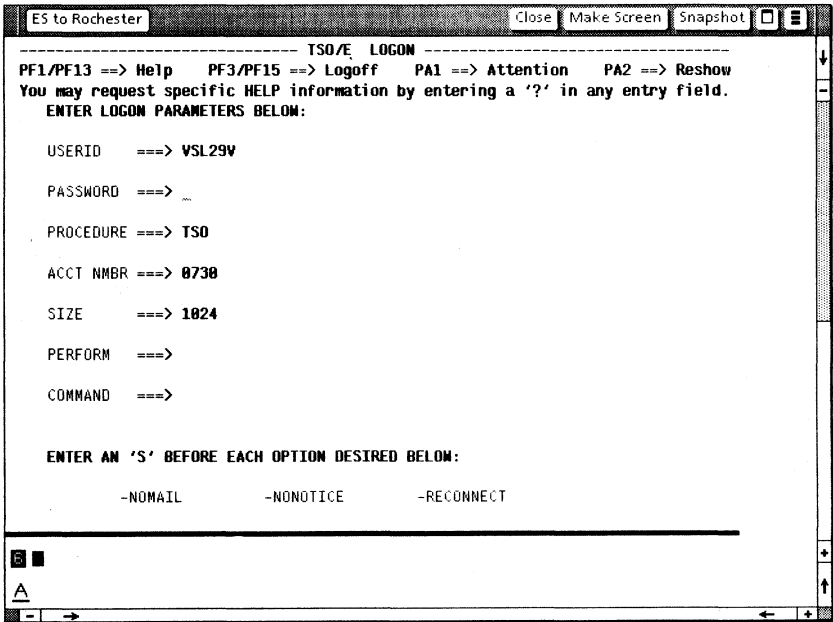 ES to Rochester Close Make Screen Snapshot
------------------------------ TSO/E LOGON ---------------------------------
PF1/PF13 ==> Help PF3/PF15 ==> Logoff PA1 ==> Attention PA2 ==> Reshow
You may request specific HELP information by entering a '?' in any entry field.
ENTER LOGON PARAMETERS BELOW:
USERID ===> VSL29V
PASSWORD ===> _
PROCEDURE ===> TSO
ACCT NMBR ===> 0730
SIZE ===> 1024
PERFORM ===>
COMMAND ===>
ENTER AN 'S' BEFORE EACH OPTION DESIRED BELOW:
-NOMAIL -NONOTICE -RECONNECT
6
A